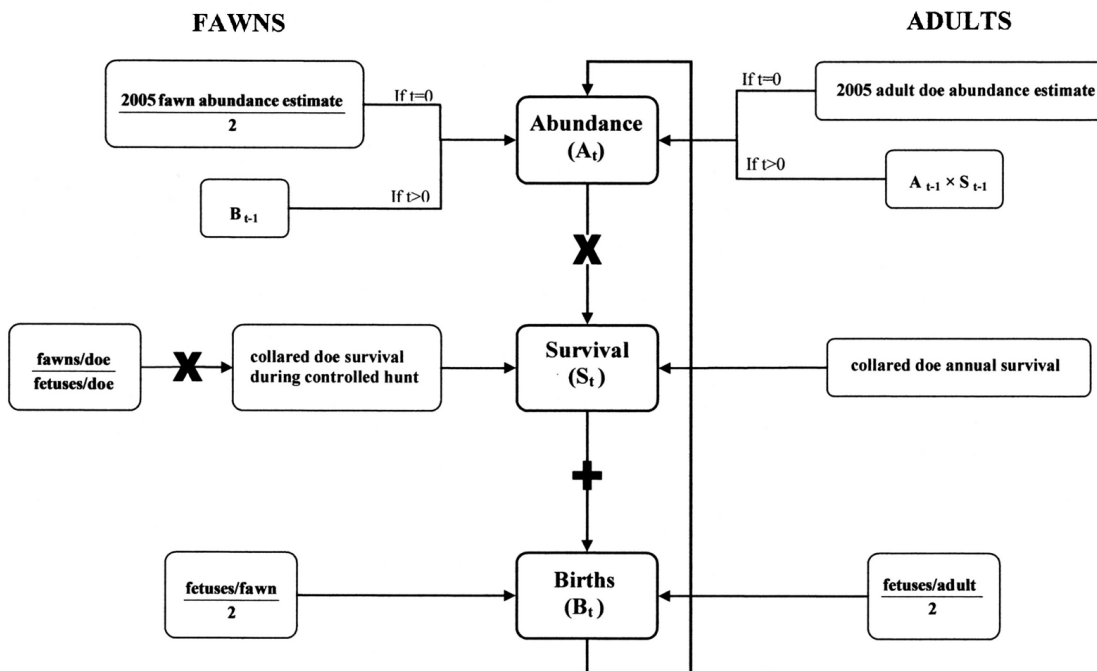 FAWNS
ADULTS
2005 fawn abundance estimate
2
If t=0
Abundance
(Aₜ)
If t=0
2005 adult doe abundance estimate
B ₜ₋₁
If t>0
If t>0
A ₜ₋₁ × S ₜ₋₁
X
fawns/doe
fetuses/doe
X
collared doe survival
during controlled hunt
Survival
(Sₜ)
collared doe annual survival
+
fetuses/fawn
2
Births
(Bₜ)
fetuses/adult
2